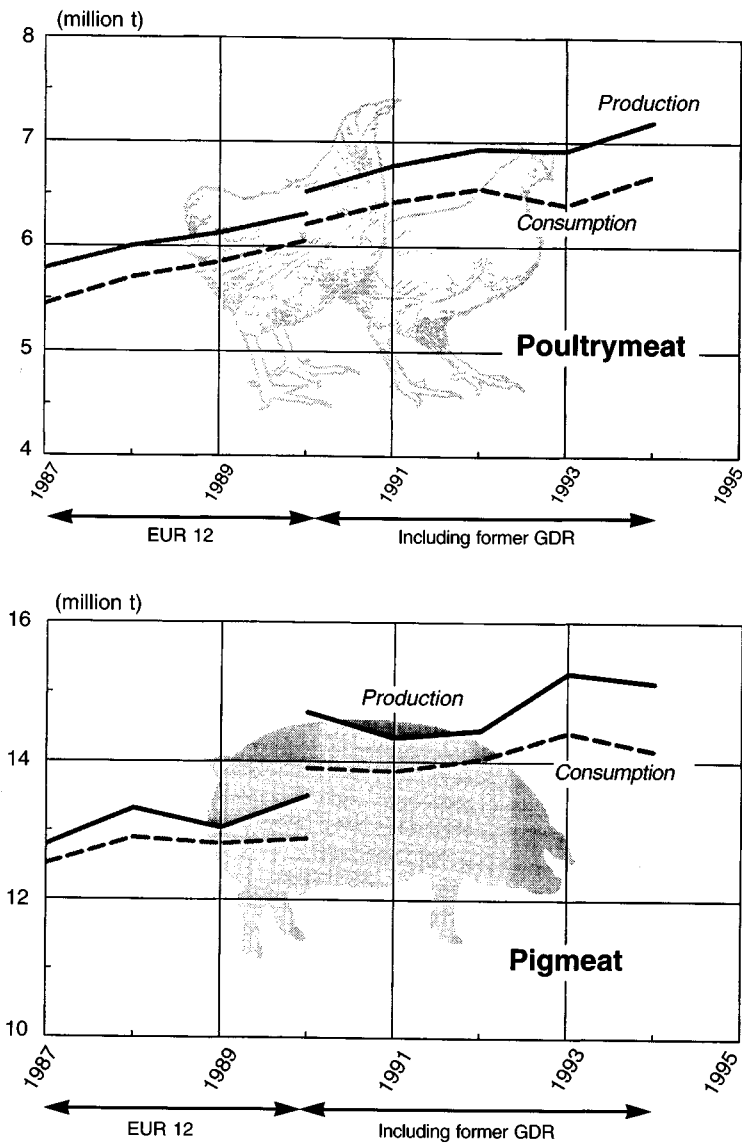 (million t)
8
Production
7
Consumption
6
Poultrymeat
5
4
1987
1989
1991
1993
1995
EUR 12
Including former GDR
(million t)
16
Production
14
Consumption
12
Pigmeat
10
1987
1989
1991
1993
1995
EUR 12
Including former GDR